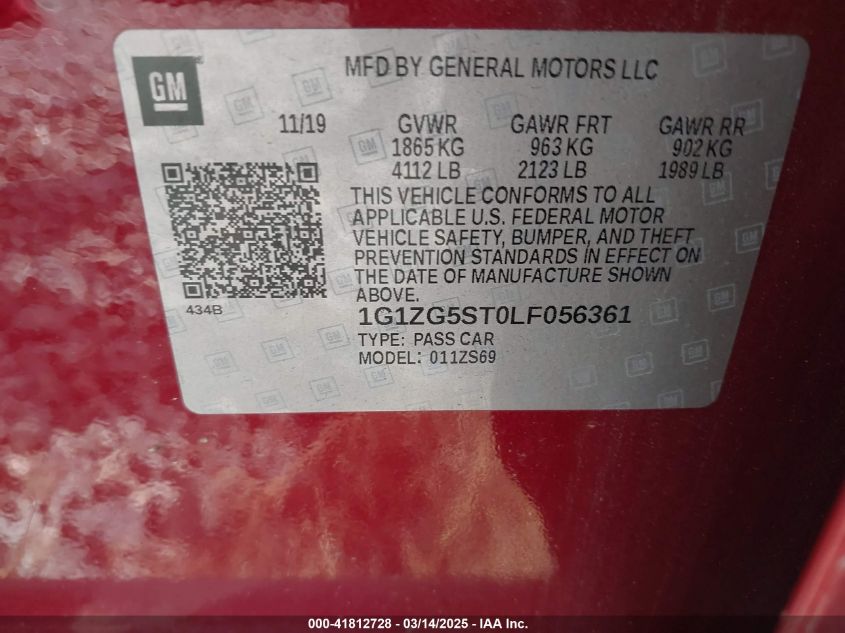 GM
MFD BY GENERAL MOTORS LLC
11/19 GVWR GAWR FRT GAWR RR
1865 KG 963 KG 902 KG
4112 LB 2123 LB 1989 LB
THIS VEHICLE CONFORMS TO ALL
APPLICABLE U.S. FEDERAL MOTOR
VEHICLE SAFETY, BUMPER, AND THEFT
PREVENTION STANDARDS IN EFFECT ON
THE DATE OF MANUFACTURE SHOWN
ABOVE.
434B
1G1ZG5ST0LF056361
TYPE: PASS CAR
MODEL: 011ZS69
000-41812728 - 03/14/2025 - IAA Inc.